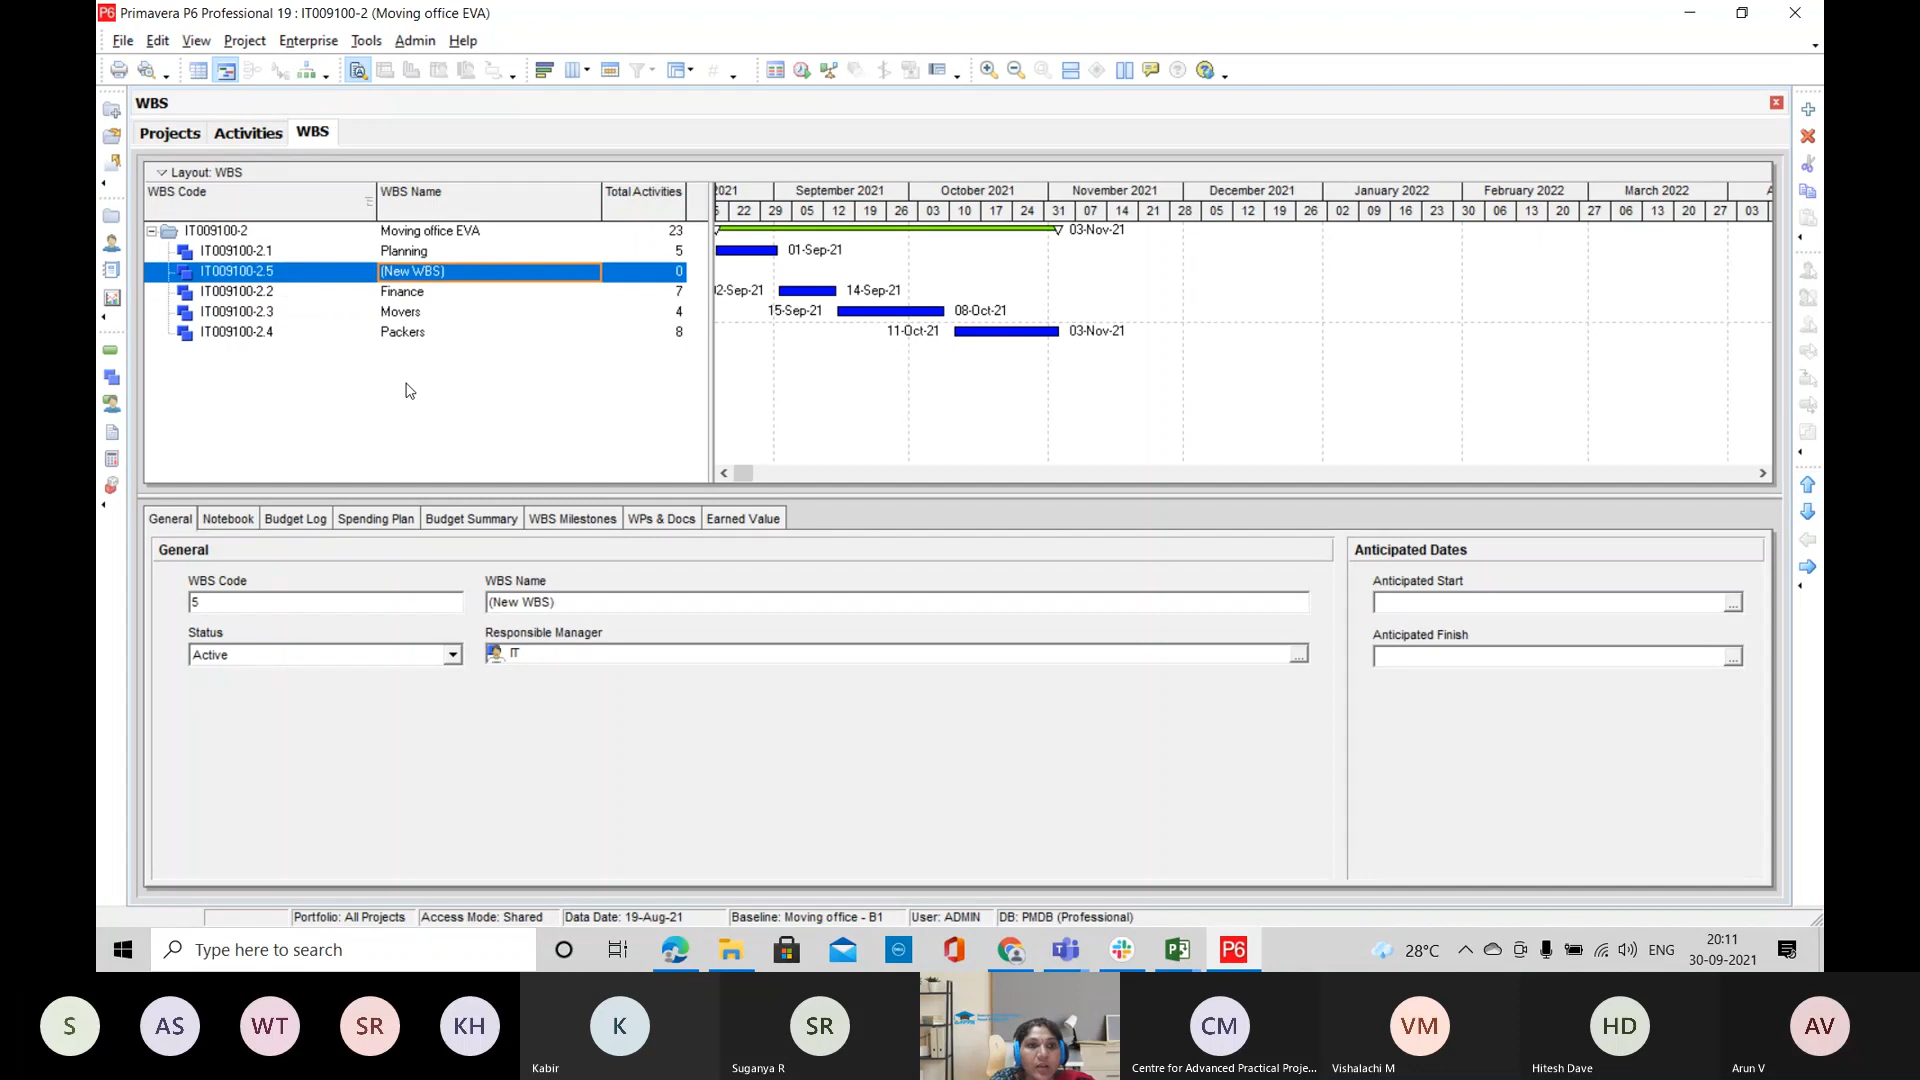 P6 Primavera P6 Professional 19 : IT009100-2 (Moving office EVA)
File Edit View Project Enterprise Tools Admin Help
WBS
Projects Activities WBS
Layout: WBS
WBS Code WBS Name Total Activities
2021 September 2021 October 2021 November 2021 December 2021 January 2022 February 2022 March 2022
22 29 05 12 19 26 03 10 17 24 31 07 14 21 28 05 12 19 26 02 09 16 23 30 06 13 20 27 06 13 20 27 03
IT009100-2 Moving office EVA 23 03-Nov-21
IT009100-2.1 Planning 5 01-Sep-21
IT009100-2.5 (New WBS) 0
IT009100-2.2 Finance 7 02-Sep-21 14-Sep-21
IT009100-2.3 Movers 4 15-Sep-21 08-Oct-21
IT009100-2.4 Packers 8 11-Oct-21 03-Nov-21
General Notebook Budget Log Spending Plan Budget Summary WBS Milestones WPs & Docs Earned Value
General Anticipated Dates
WBS Code WBS Name Anticipated Start
5 (New WBS)
Status Responsible Manager Anticipated Finish
Active IT
Portfolio: All Projects Access Mode: Shared Data Date: 19-Aug-21 Baseline: Moving office - B1 User: ADMIN DB: PMDB (Professional)
Type here to search P6 28°C ENG 20:11
30-09-2021
S AS WT SR KH K SR CM VM HD AV
Kabir Suganya R Centre for Advanced Practical Proje... Vishalachi M Hitesh Dave Arun V